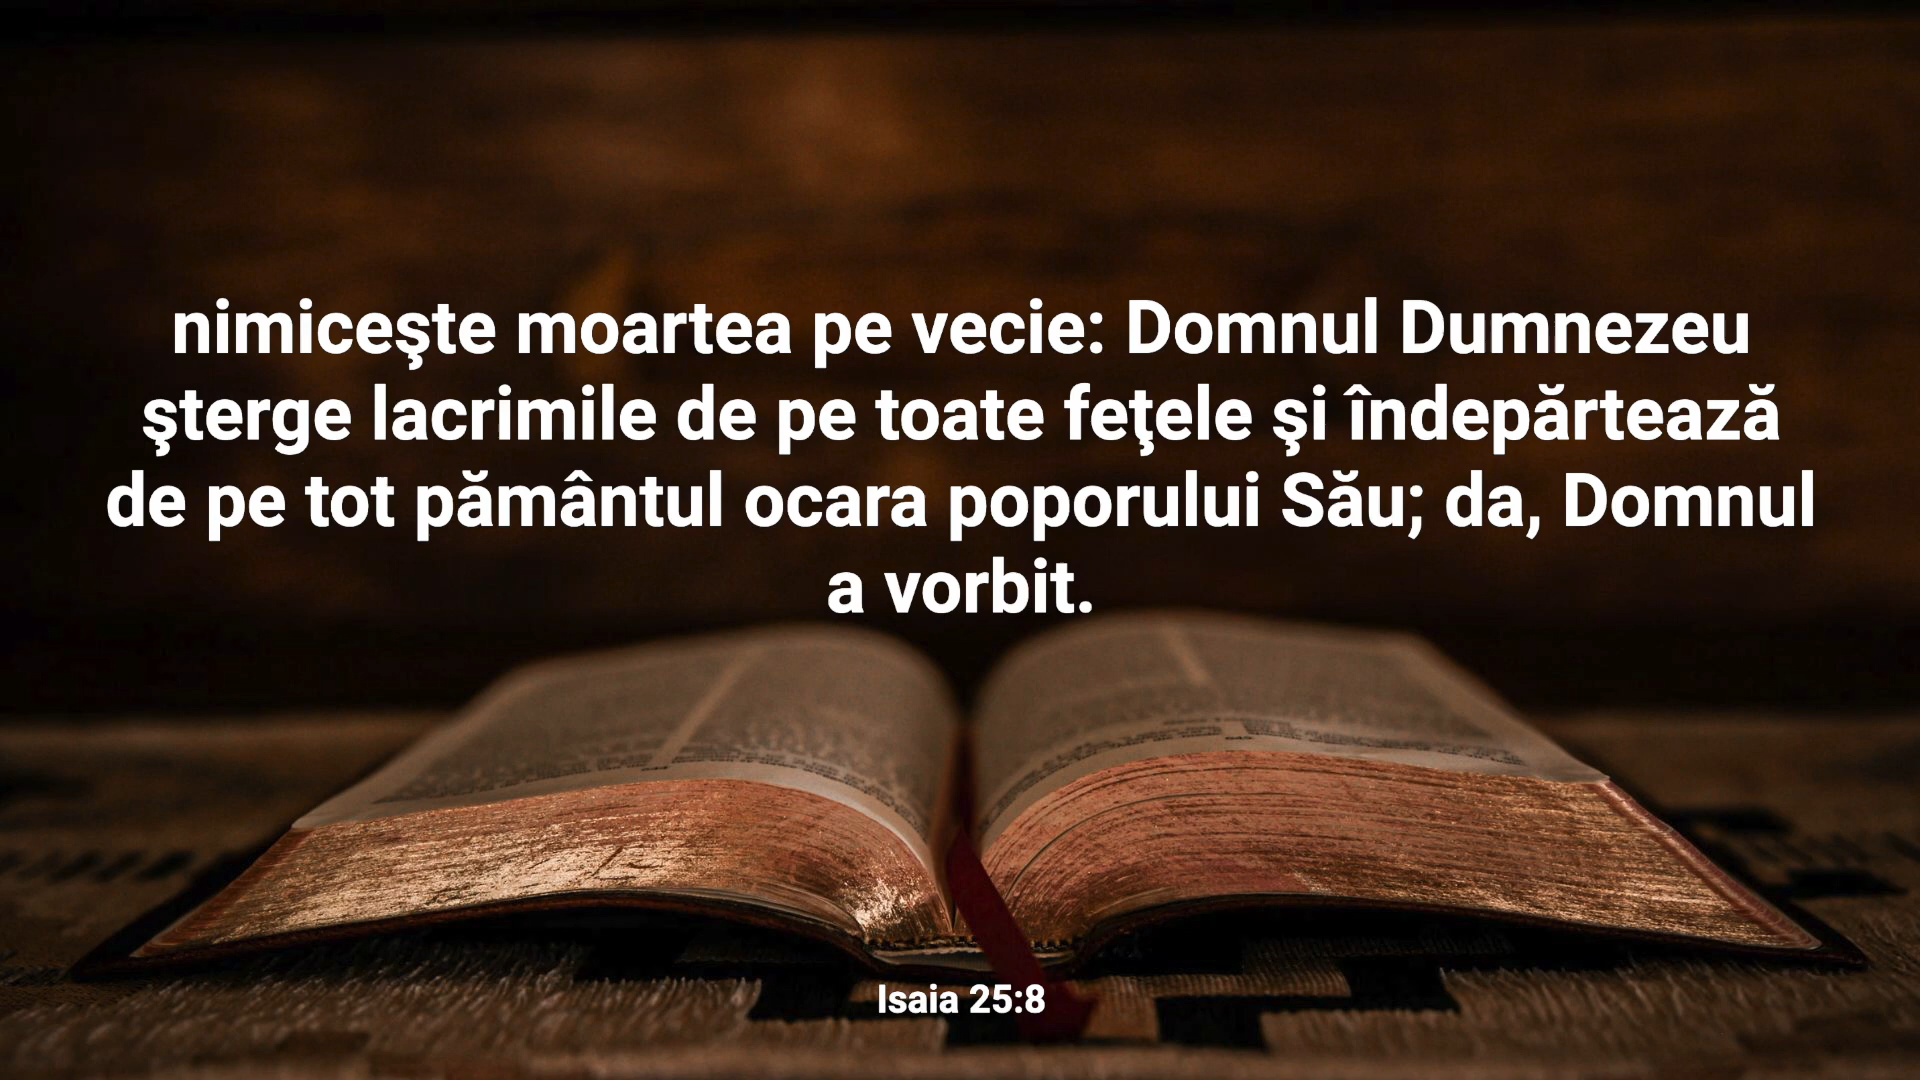 nimiceşte moartea pe vecie: Domnul Dumnezeu
şterge lacrimile de pe toate feţele şi îndepărtează
de pe tot pământul ocara poporului Său; da, Domnul
a vorbit.
Isaia 25:8